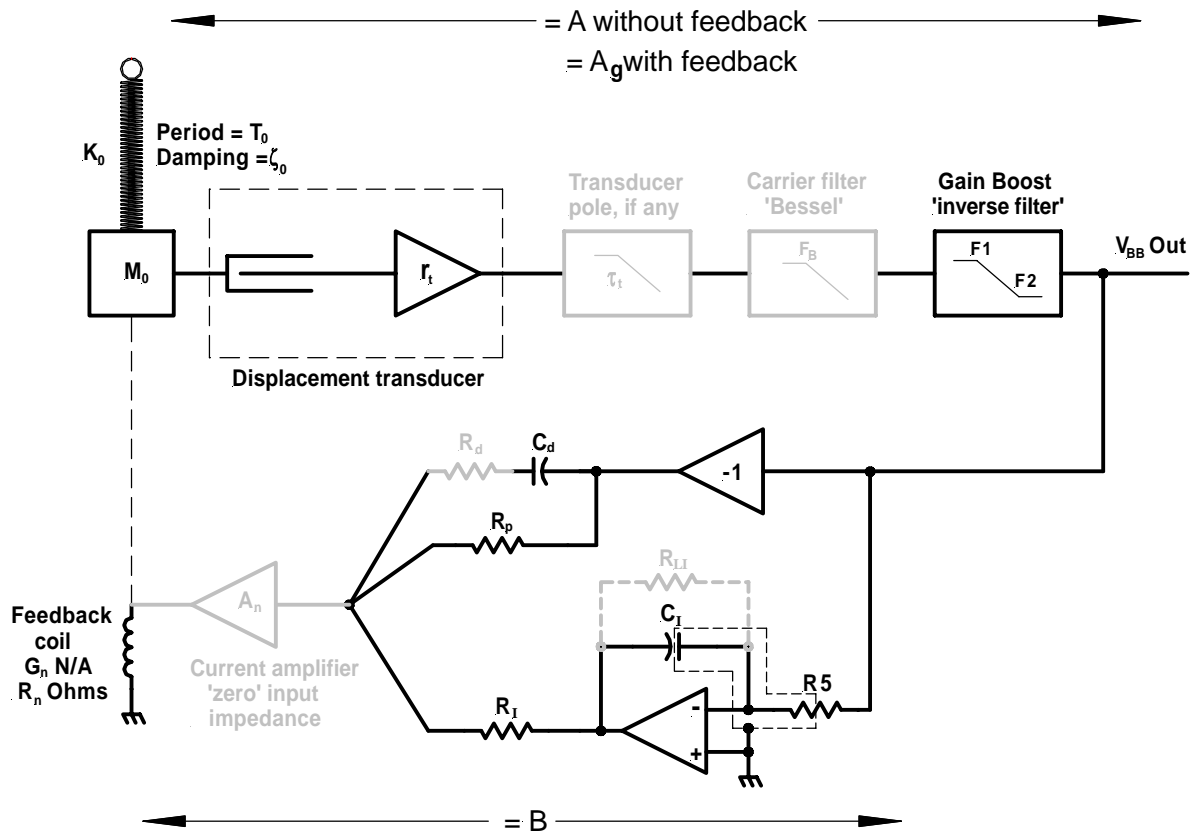 = A without feedback
= Ag with feedback
K0
Period = T0
Damping =ζ0
M0
rt
Displacement transducer
Transducer
pole, if any
τt
Carrier filter
'Bessel'
FB
Gain Boost
'inverse filter'
F1
F2
VBB Out
Rd
Cd
-1
Rp
RLI
CI
R5
-
+
RI
An
Current amplifier
'zero' input
impedance
Feedback
coil
Gn N/A
Rn Ohms
= B